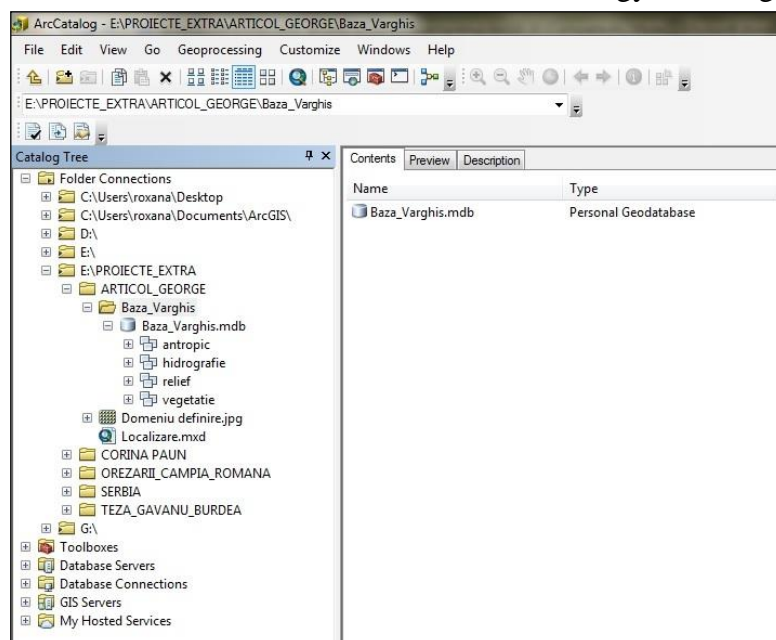 ArcCatalog - E:\PROIECTE_EXTRA\ARTICOL_GEORGE\Baza_Varghis
File Edit View Go Geoprocessing Customize Windows Help
E:\PROIECTE_EXTRA\ARTICOL_GEORGE\Baza_Varghis
Catalog Tree
Contents Preview Description
Name Type
Baza_Varghis.mdb Personal Geodatabase
Folder Connections
C:\Users\roxana\Desktop
C:\Users\roxana\Documents\ArcGIS\
D:\
E:\
E:\PROIECTE_EXTRA
ARTICOL_GEORGE
Baza_Varghis
Baza_Varghis.mdb
antropic
hidrografie
relief
vegetatie
Domeniu definire.jpg
Localizare.mxd
CORINA PAUN
OREZARII_CAMPIA_ROMANA
SERBIA
TEZA_GAVANU_BURDEA
G:\
Toolboxes
Database Servers
Database Connections
GIS Servers
My Hosted Services